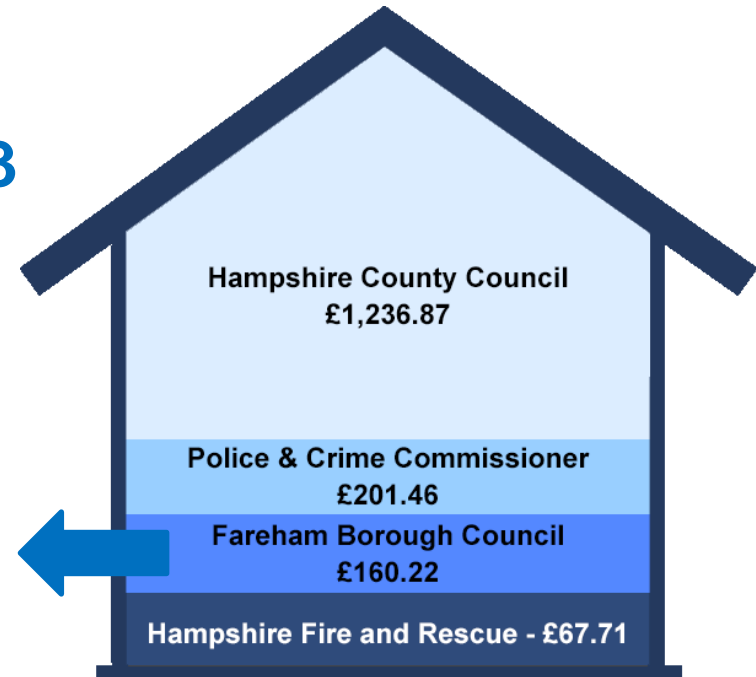 3
Hampshire County Council
£1,236.87
Police & Crime Commissioner
£201.46
Fareham Borough Council
£160.22
Hampshire Fire and Rescue - £67.71